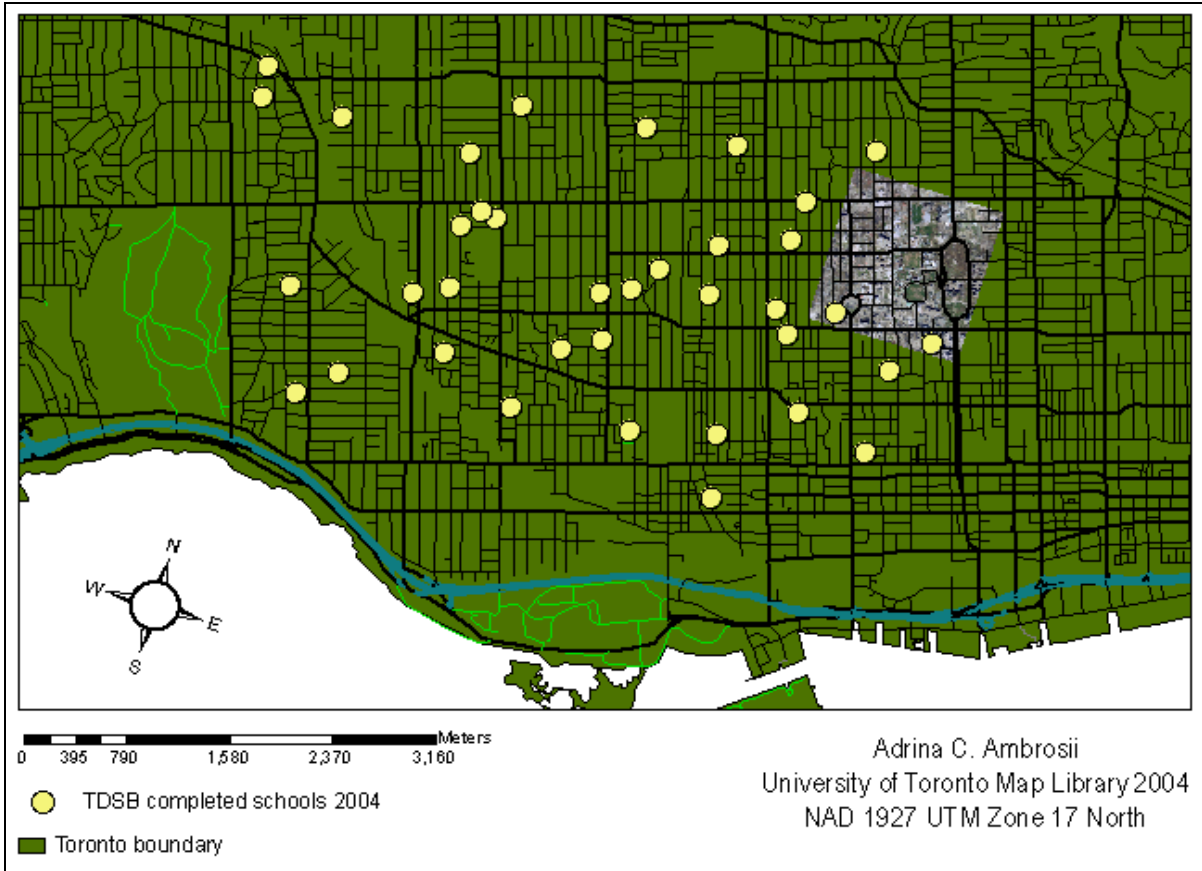 N
W
E
S
Meters
0 395 790 1,580 2,370 3,160
TDSB completed schools 2004
Toronto boundary
Adrina C. Ambrosii
University of Toronto Map Library 2004
NAD 1927 UTM Zone 17 North